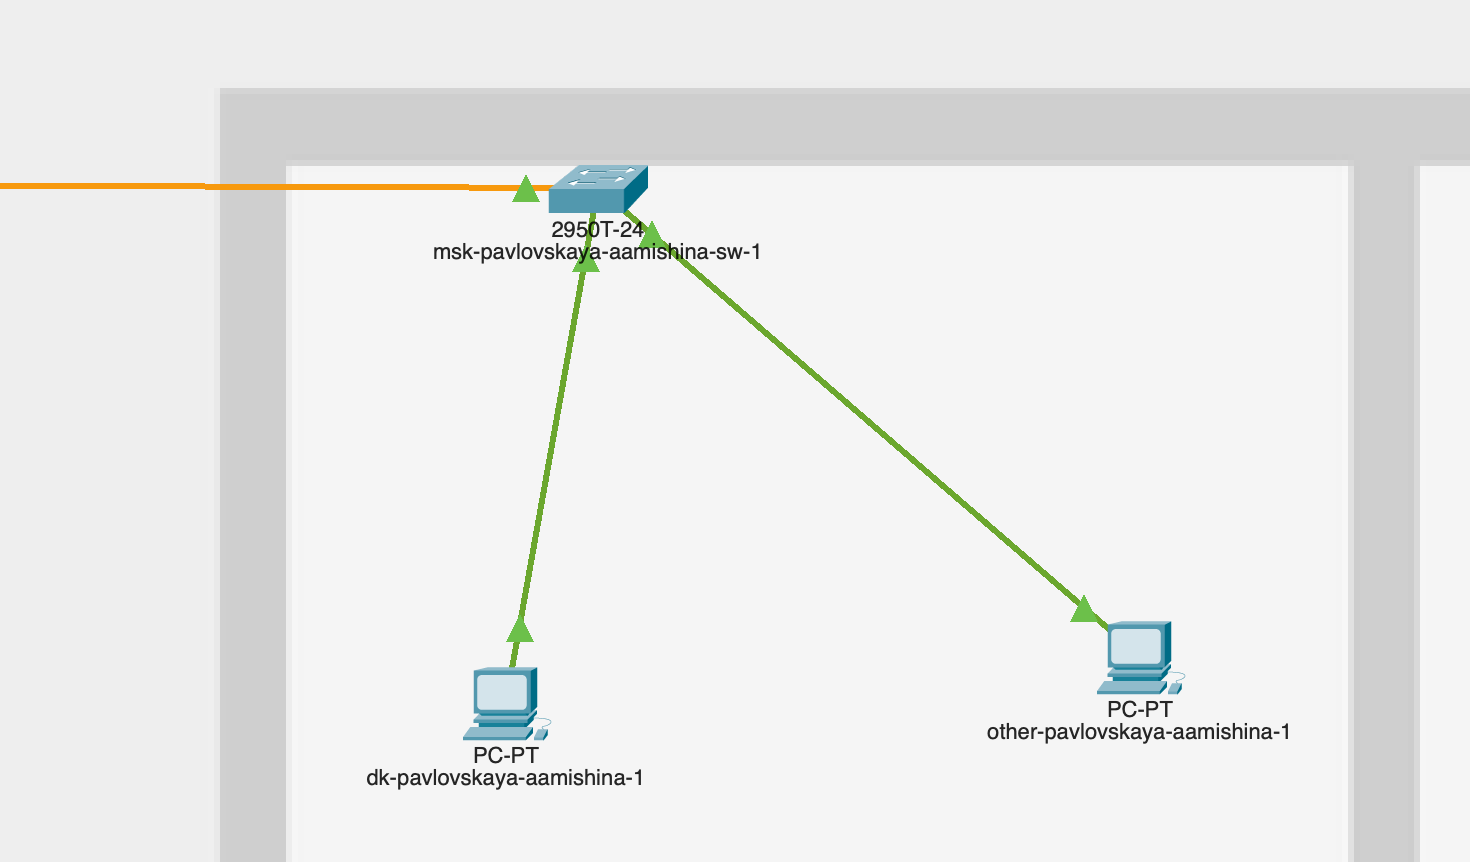 2950T-24
msk-pavlovskaya-aamishina-sw-1
PC-PT
other-pavlovskaya-aamishina-1
PC-PT
dk-pavlovskaya-aamishina-1